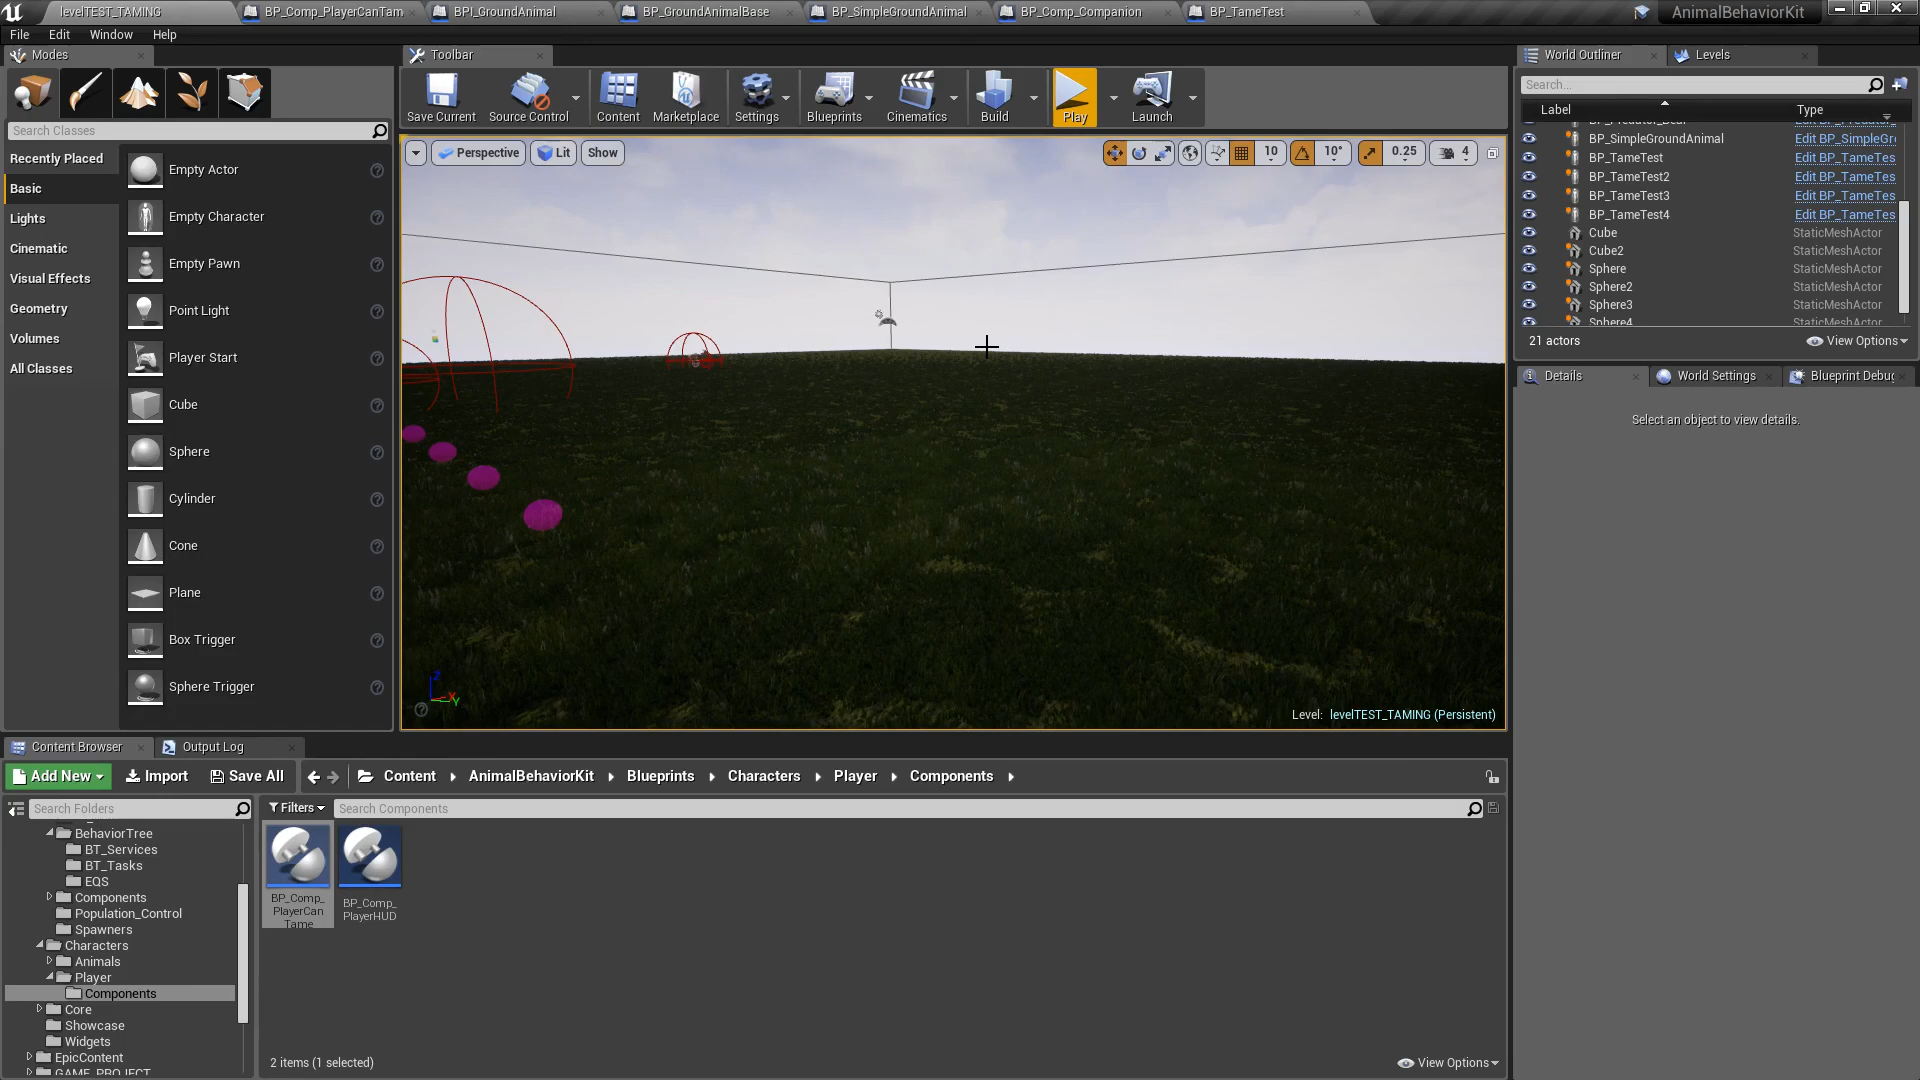 levelTEST_TAMING
BP_Comp_PlayerCanTam
BPI_GroundAnimal
BP_GroundAnimalBase
BP_SimpleGroundAnimal
BP_Comp_Companion
BP_TameTest
AnimalBehaviorKit
File
Edit
Window
Help
Modes
Toolbar
World Outliner
Levels
Save Current
Source Control
Content
Marketplace
Settings
Blueprints
Cinematics
Build
Play
Launch
Search...
Label
Type
Search Classes
Recently Placed
Basic
Lights
Cinematic
Visual Effects
Geometry
Volumes
All Classes
Empty Actor
Empty Character
Empty Pawn
Point Light
Player Start
Cube
Sphere
Cylinder
Cone
Plane
Box Trigger
Sphere Trigger
Perspective
Lit
Show
10
10°
0.25
4
Level: levelTEST_TAMING (Persistent)
BP_SimpleGroundAnimal Edit BP_SimpleGr
BP_TameTest Edit BP_TameTes
BP_TameTest2 Edit BP_TameTes
BP_TameTest3 Edit BP_TameTes
BP_TameTest4 Edit BP_TameTes
Cube StaticMeshActor
Cube2 StaticMeshActor
Sphere StaticMeshActor
Sphere2 StaticMeshActor
Sphere3 StaticMeshActor
Sphere4
21 actors
View Options
Details
World Settings
Blueprint Debug
Select an object to view details.
Content Browser
Output Log
Add New
Import
Save All
Content AnimalBehaviorKit Blueprints Characters Player Components
Search Folders
Filters
Search Components
BehaviorTree
BT_Services
BT_Tasks
EQS
Components
Population_Control
Spawners
Characters
Animals
Player
Components
Core
Showcase
Widgets
EpicContent
GAME_PROJECT
BP_Comp_
PlayerCan
Tame
BP_Comp_
PlayerHUD
2 items (1 selected)
View Options